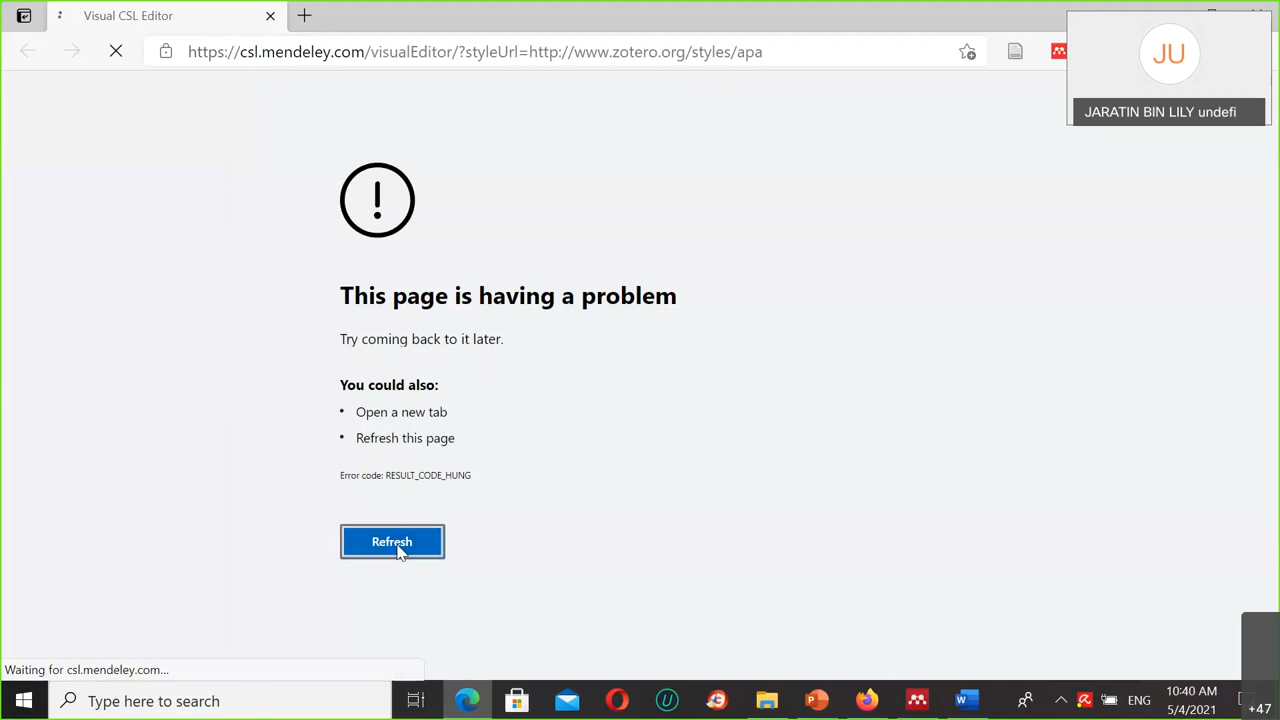 Visual CSL Editor
https://csl.mendeley.com/visualEditor/?styleUrl=http://www.zotero.org/styles/apa
JU
JARATIN BIN LILY undefi
This page is having a problem
Try coming back to it later.
You could also:
• Open a new tab
• Refresh this page
Error code: RESULT_CODE_HUNG
Refresh
Waiting for csl.mendeley.com...
Type here to search
ENG
10:40 AM
5/4/2021
+47